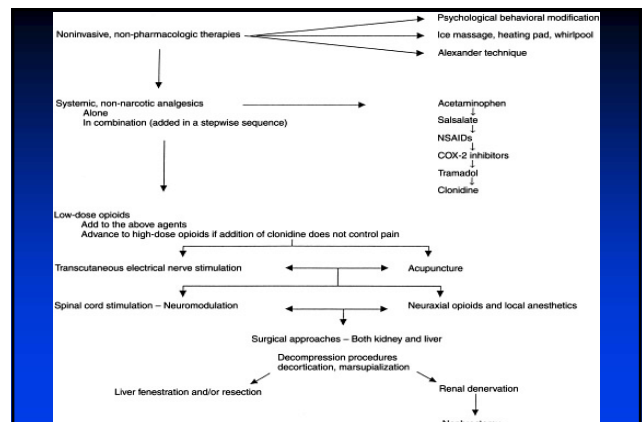 Psychological behavioral modification
Noninvasive, non-pharmacologic therapies
Ice massage, heating pad, whirlpool
Alexander technique
Systemic, non-narcotic analgesics
Alone
In combination (added in a stepwise sequence)
Acetaminophen
Salsalate
NSAIDs
COX-2 inhibitors
Tramadol
Clonidine
Low-dose opioids
Add to the above agents
Advance to high-dose opioids if addition of clonidine does not control pain
Transcutaneous electrical nerve stimulation
Acupuncture
Spinal cord stimulation – Neuromodulation
Neuraxial opioids and local anesthetics
Surgical approaches – Both kidney and liver
Decompression procedures
decortication, marsupialization
Liver fenestration and/or resection
Renal denervation